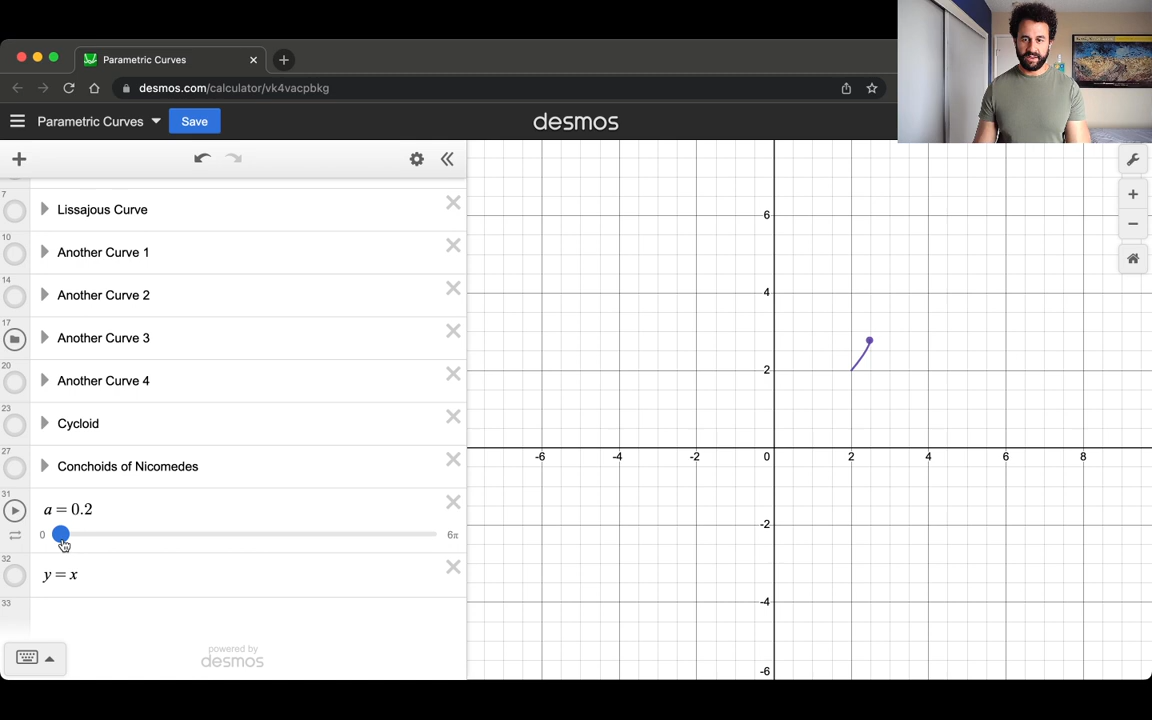 Parametric Curves
desmos.com/calculator/vk4vacpbkg
Parametric Curves
Save
desmos
7
Lissajous Curve
10
Another Curve 1
14
Another Curve 2
17
Another Curve 3
20
Another Curve 4
23
Cycloid
27
Conchoids of Nicomedes
31
a = 0.2
0
6π
32
y = x
33
powered by
desmos
6
4
2
-6 -4 -2 0 2 4 6 8
-2
-4
-6